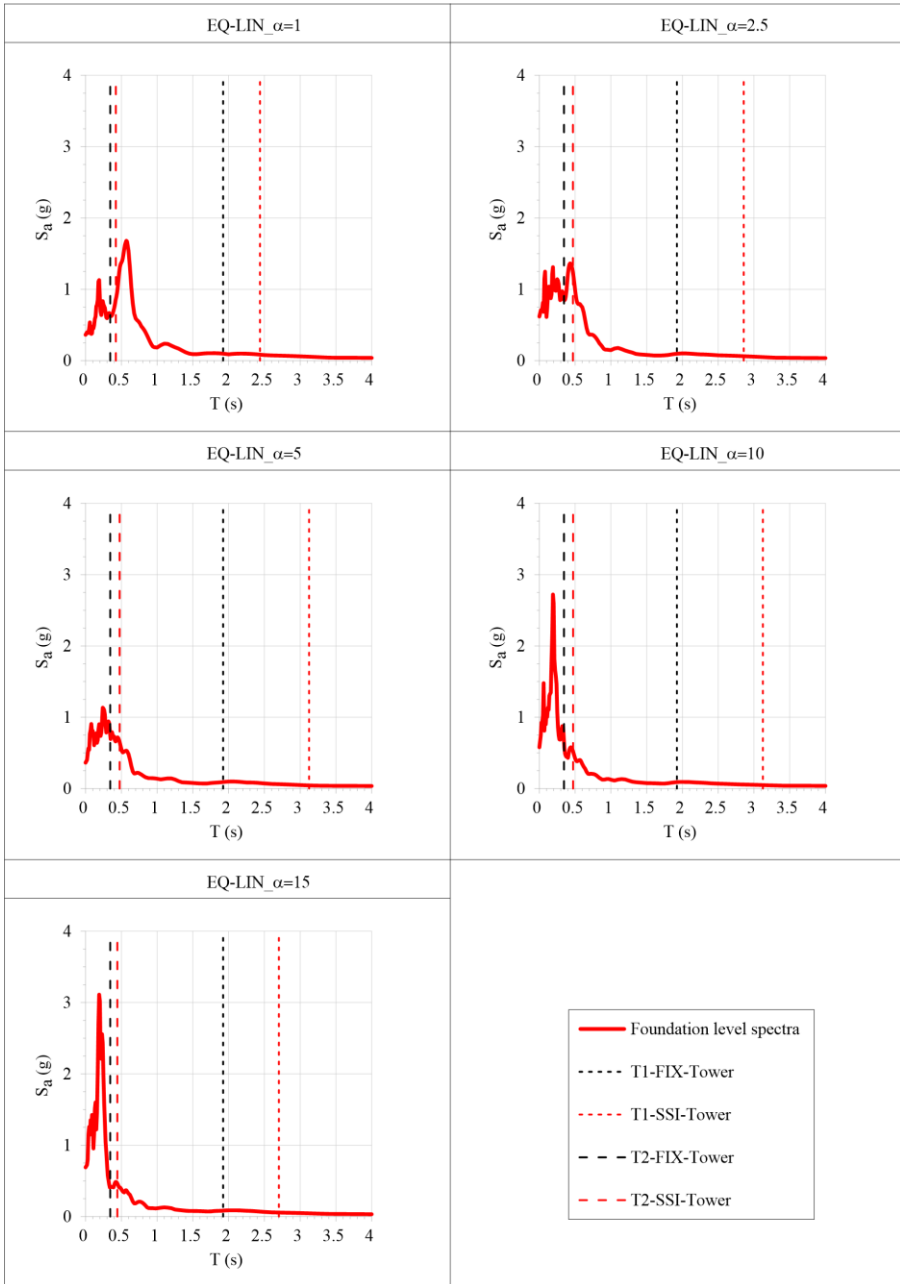 EQ-LIN_α=1
EQ-LIN_α=2.5
4
3
2
1
0
Sa (g)
0 0.5 1 1.5 2 2.5 3 3.5 4
T (s)
4
3
2
1
0
Sa (g)
0 0.5 1 1.5 2 2.5 3 3.5 4
T (s)
EQ-LIN_α=5
EQ-LIN_α=10
4
3
2
1
0
Sa (g)
0 0.5 1 1.5 2 2.5 3 3.5 4
T (s)
4
3
2
1
0
Sa (g)
0 0.5 1 1.5 2 2.5 3 3.5 4
T (s)
EQ-LIN_α=15
4
3
2
1
0
Sa (g)
0 0.5 1 1.5 2 2.5 3 3.5 4
T (s)
Foundation level spectra
T1-FIX-Tower
T1-SSI-Tower
T2-FIX-Tower
T2-SSI-Tower